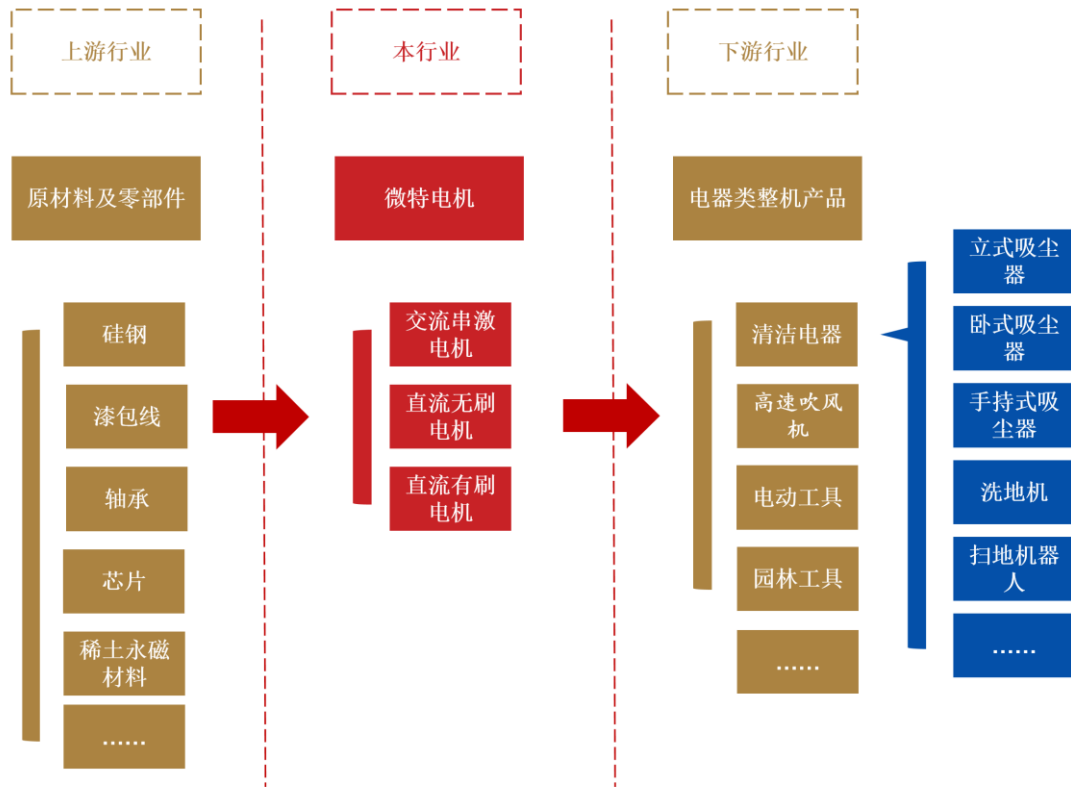 上游行业
本行业
下游行业
原材料及零部件
微特电机
电器类整机产品
硅钢
漆包线
轴承
芯片
稀土永磁
材料
......
交流串激
电机
直流无刷
电机
直流有刷
电机
清洁电器
高速吹风
机
电动工具
园林工具
......
立式吸尘
器
卧式吸尘
器
手持式吸
尘器
洗地机
扫地机器
人
......